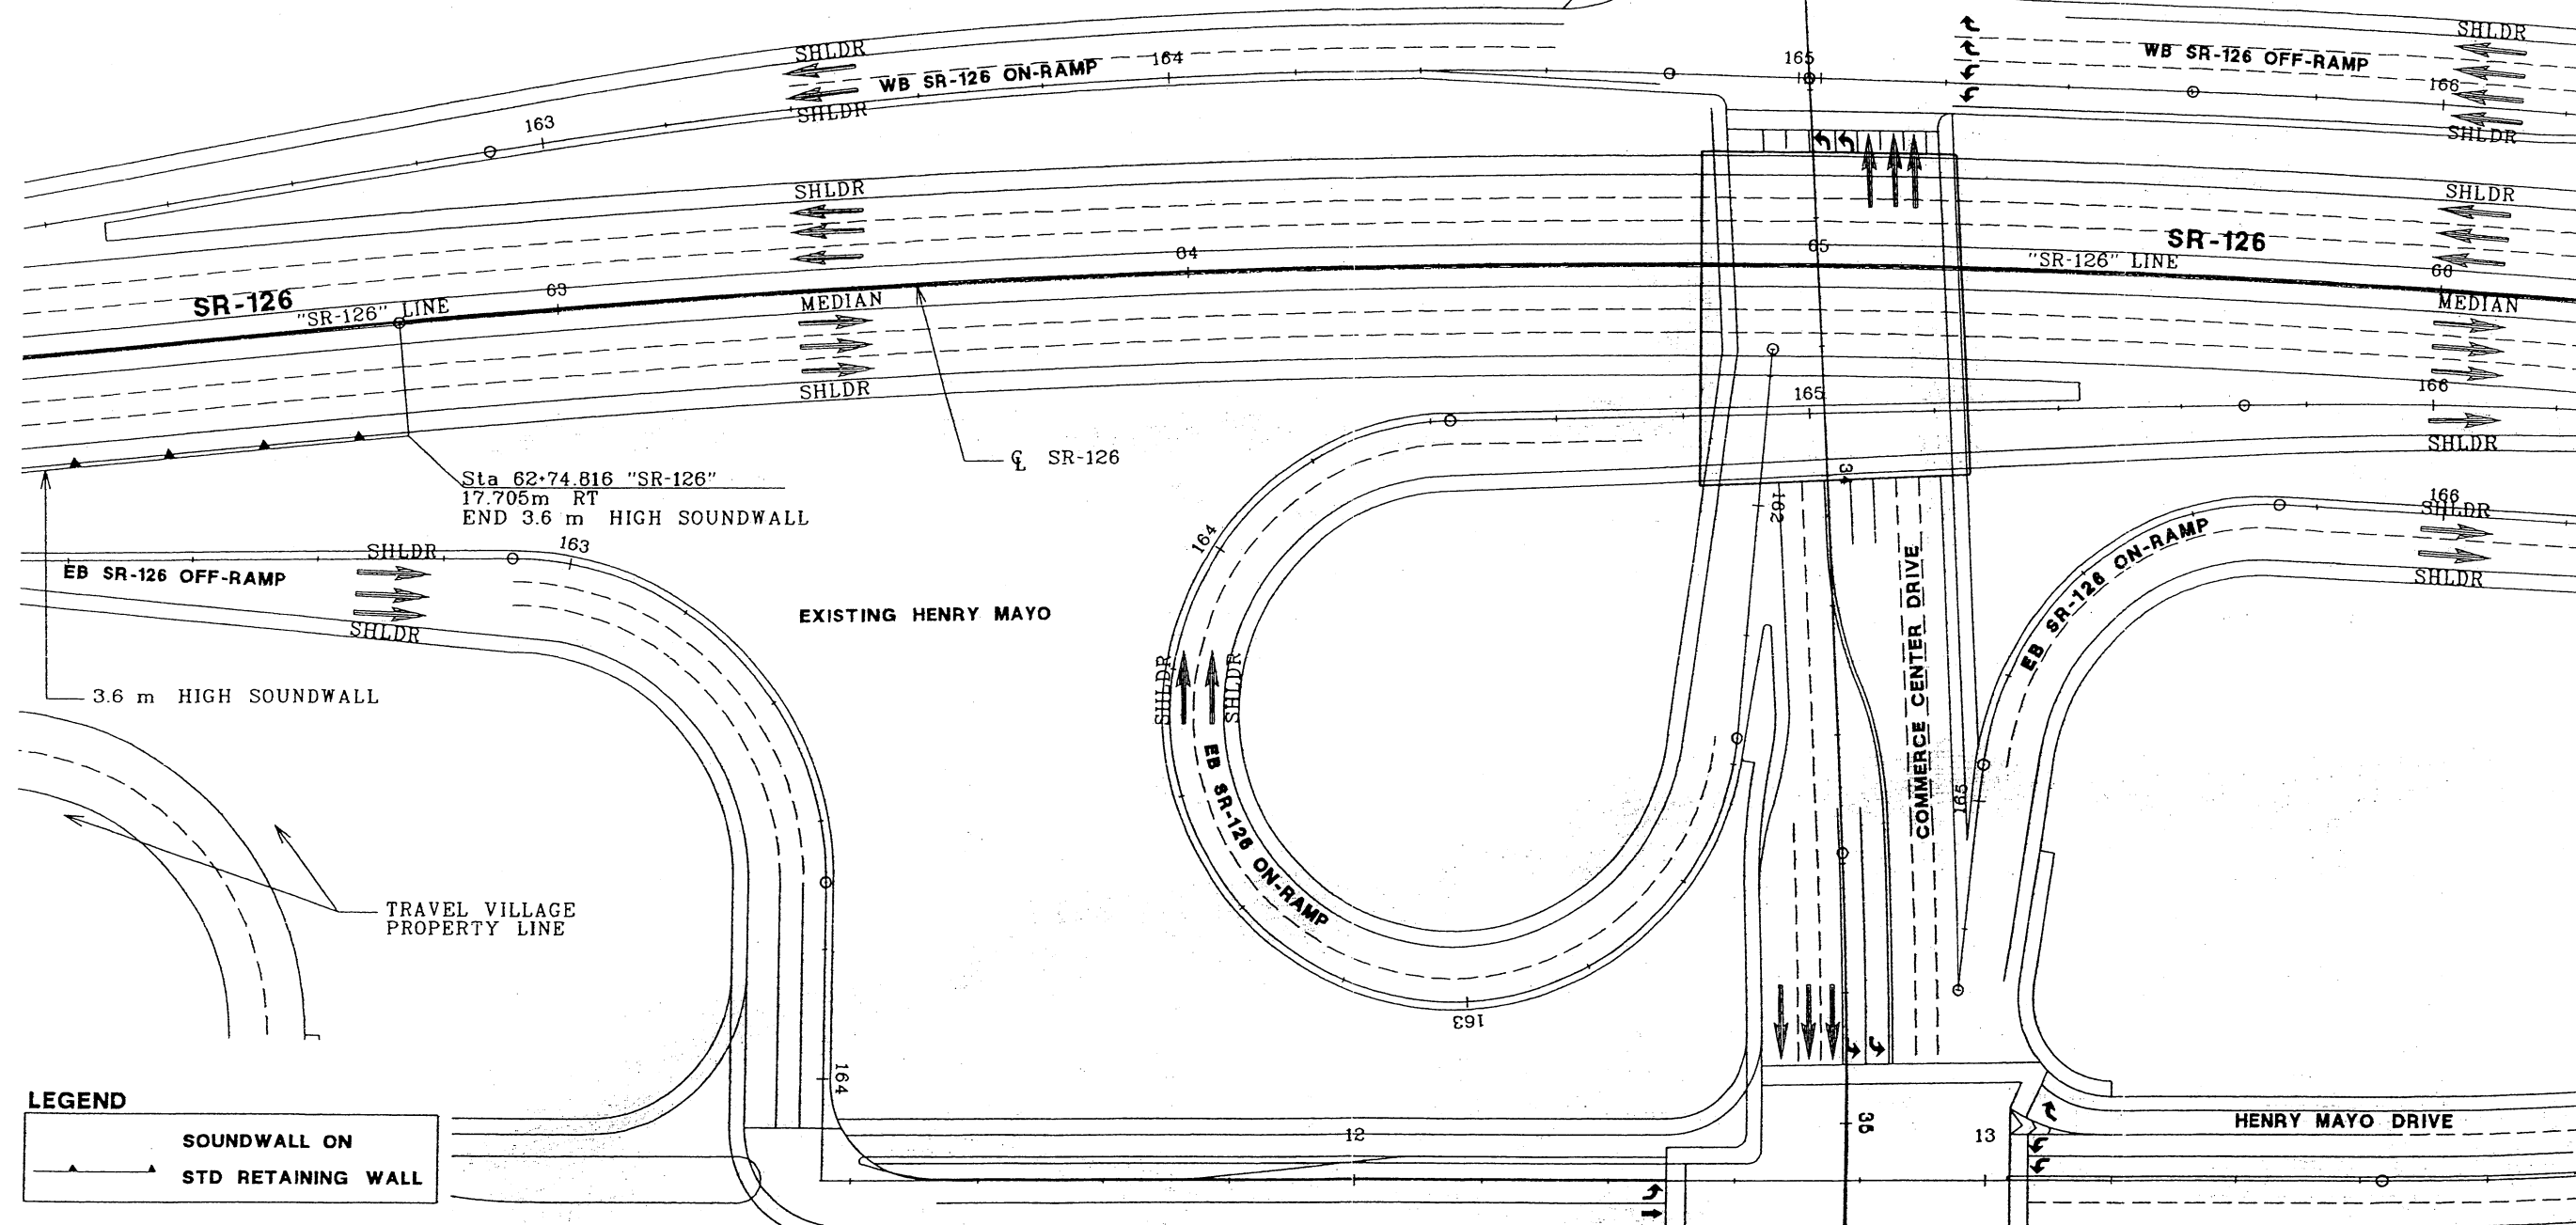 SHLDR
WB SR-126 ON-RAMP
164
SHLDR
163
165
WB SR-126 OFF-RAMP
SHLDR
166
SHLDR
SHLDR
SHLDR
SR-126
"SR-126" LINE
63
64
65
SR-126
"SR-126" LINE
66
MEDIAN
MEDIAN
SHLDR
℄ SR-126
165
166
SHLDR
Sta 62+74.816 "SR-126"
17.705m RT
END 3.6 m HIGH SOUNDWALL
34
162
164
166
SHLDR
SHLDR
163
EB SR-126 OFF-RAMP
SHLDR
EB SR-126 ON-RAMP
SHLDR
EXISTING HENRY MAYO
COMMERCE CENTER DRIVE
3.6 m HIGH SOUNDWALL
SHLDR
SHLDR
EB SR-126 ON-RAMP
165
TRAVEL VILLAGE
PROPERTY LINE
163
164
LEGEND
SOUNDWALL ON
STD RETAINING WALL
12
35
13
HENRY MAYO DRIVE